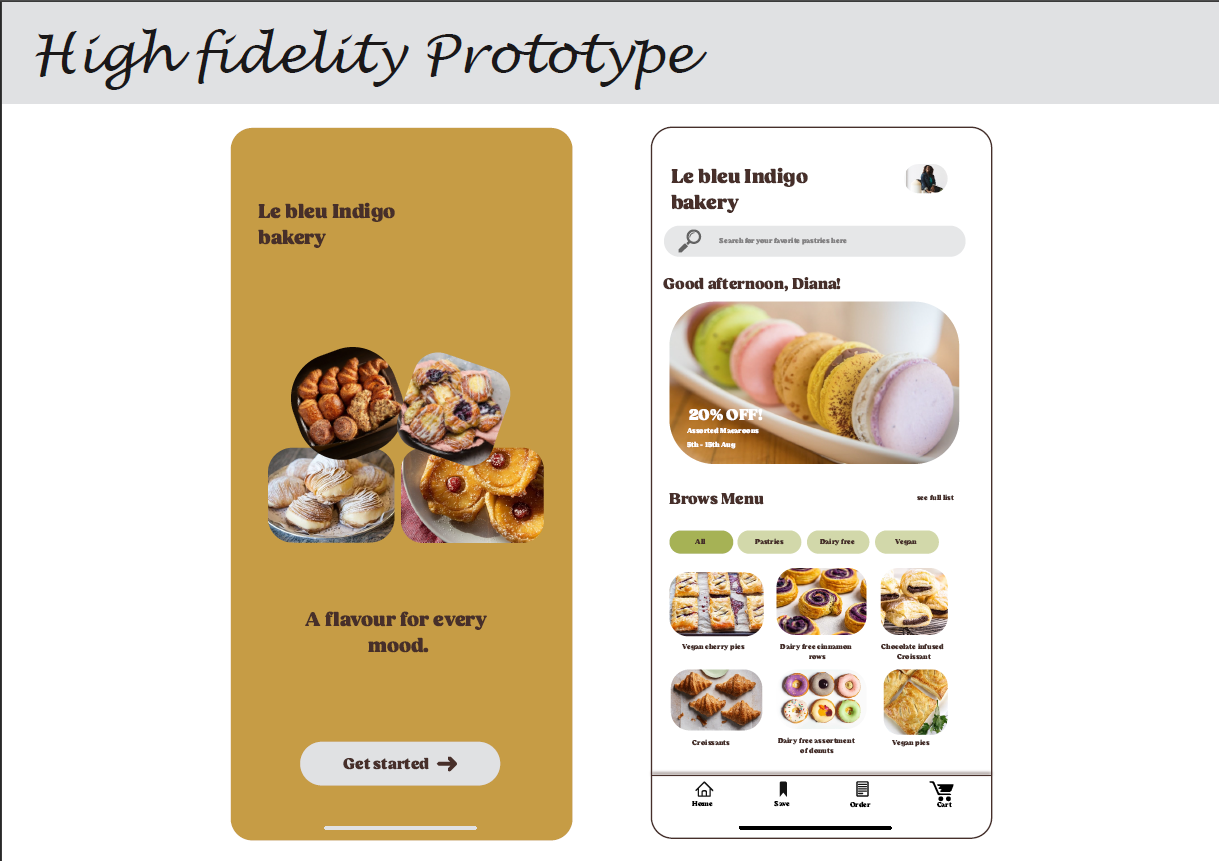 High fidelity Prototype
Le bleu Indigo
bakery
A flavour for every
mood.
Get started
Le bleu Indigo
bakery
Search for your favorite pastries here
Good afternoon, Diana!
20% OFF!
Assorted Macaroons
8th - 15th Aug
Brows Menu
see full list
All
Pastries
Dairy free
Vegan
Vegan cherry pies
Dairy free cinnamon
rows
Chocolate infused
Croissant
Croissants
Dairy free assortment
of donuts
Vegan pies
Home
Save
Order
Cart